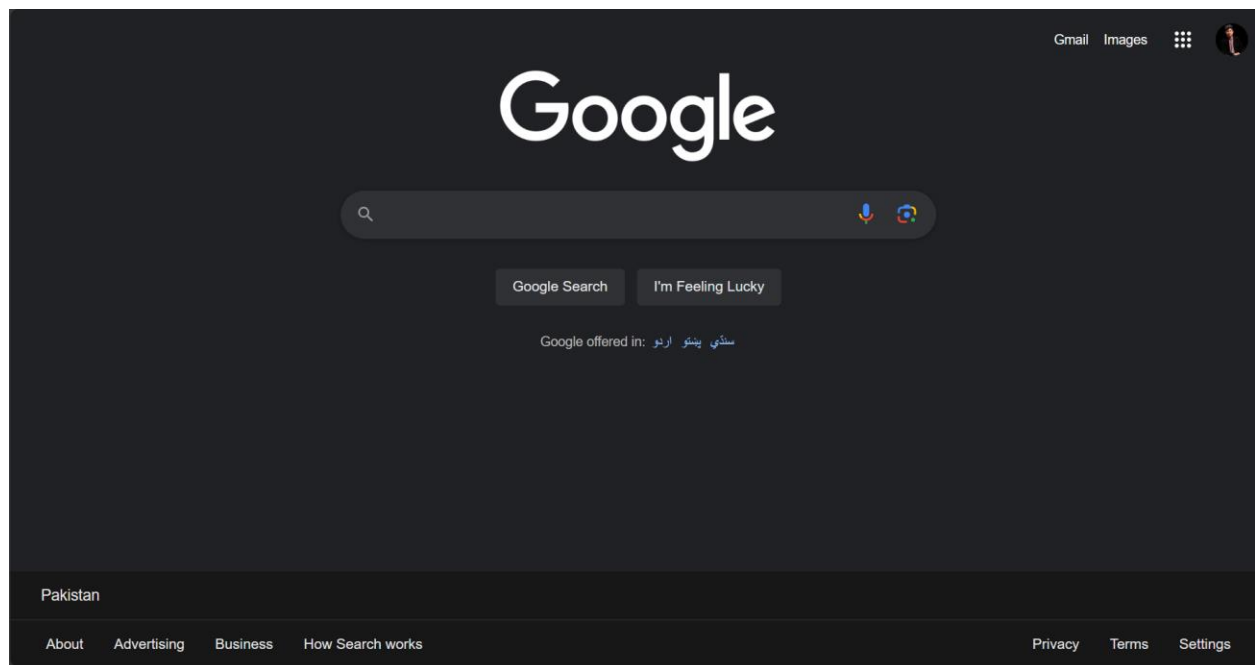 Gmail Images
Google
Google Search I'm Feeling Lucky
Google offered in: اردو پښتو سنڌي
Pakistan
About Advertising Business How Search works Privacy Terms Settings